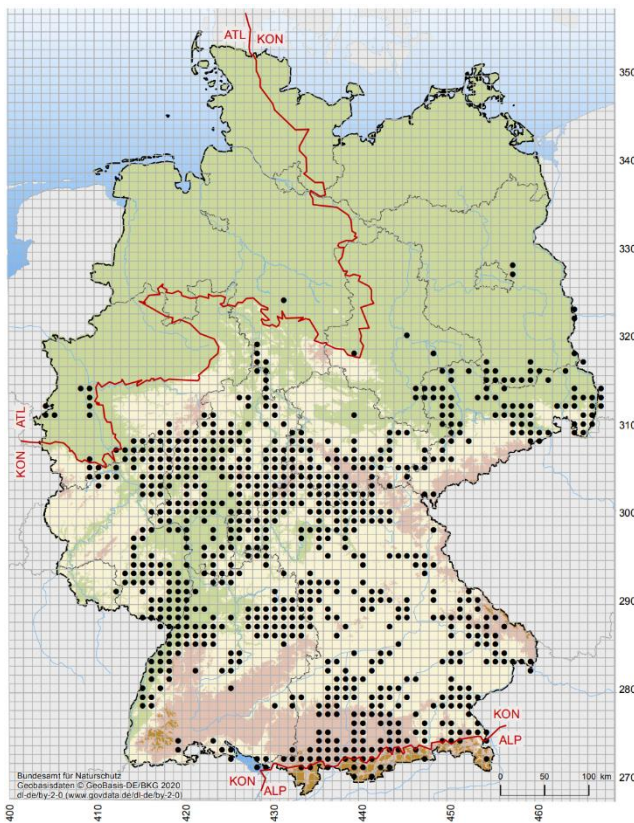 ATL KON
350
340
330
320
ATL
310
KON
300
290
280
KON
ALP
KON
ALP
270
Bundesamt für Naturschutz
Geobasisdaten © GeoBasis-DE/BKG 2020
dl-de/by-2-0 (www.govdata.de/dl-de/by-2-0)
0 50 100 km
400 410 420 430 440 450 460